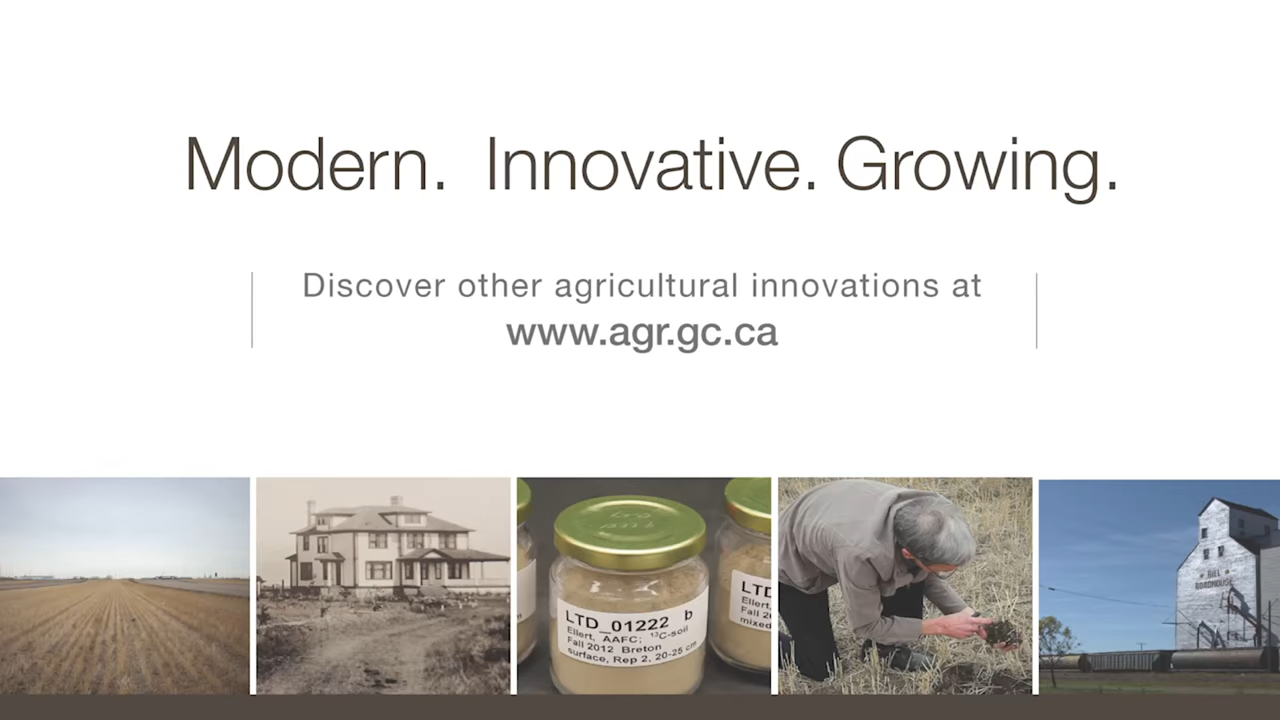 Modern. Innovative. Growing.
Discover other agricultural innovations at
www.agr.gc.ca
LTD_01222 b
Ellert, AAFC; ¹³C-soil
Fall 2012 Breton
surface, Rep 2, 20-25 cm
LTD
Ellert,
Fall 2
mixed
ROADHOUSE